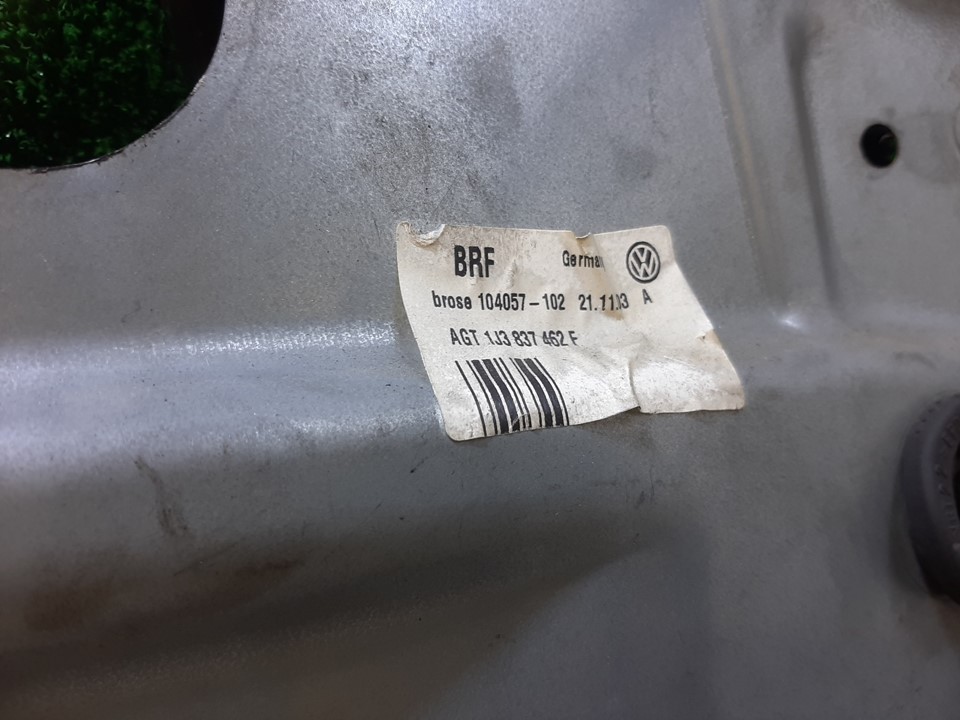 BRF German
brose 104057-102 21.11.03 A
AGT 1J3 837 462 F